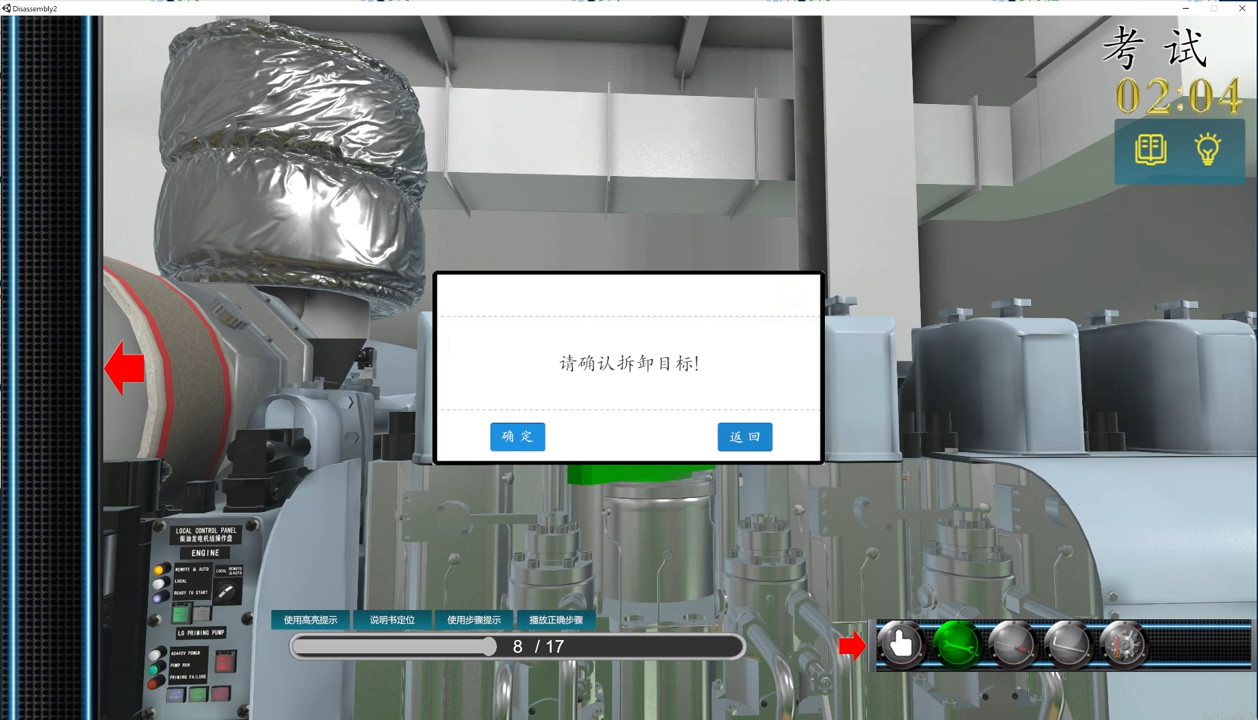 Disassembly2
考 试
02:04
请确认拆卸目标!
确 定
返 回
LOCAL CONTROL PANEL
柴油发电机组操作盘
ENGINE
REMOTE & AUTO
LOCAL
READY TO START
LOCAL REMOTE & AUTO
LO PRIMING PUMP
PUMP RUN
PRIMING FAILURE
使用高亮提示
说明书定位
使用步骤提示
播放正确步骤
8 / 17